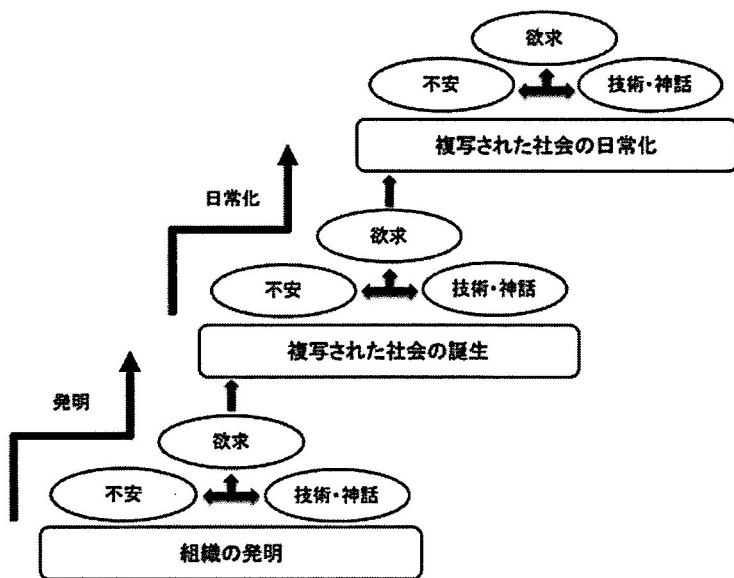 欲求
不安
技術・神話
複写された社会の日常化
日常化
欲求
不安
技術・神話
複写された社会の誕生
発明
欲求
不安
技術・神話
組織の発明